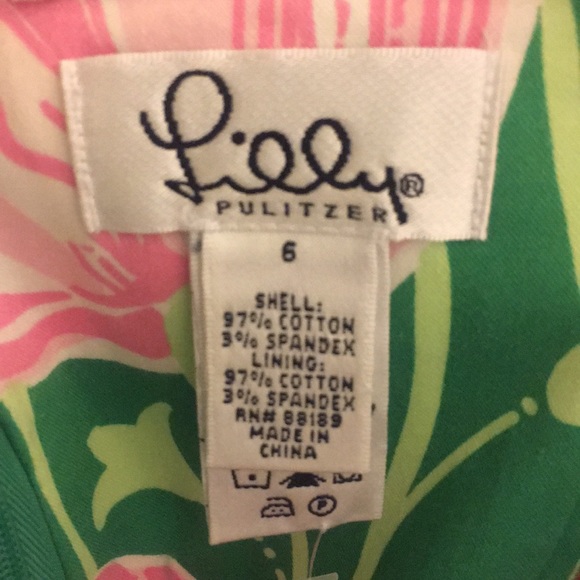 Lilly®
PULITZER
6
SHELL:
97% COTTON
3% SPANDEX
LINING:
97% COTTON
3% SPANDEX
RN# 88189
MADE IN
CHINA
P